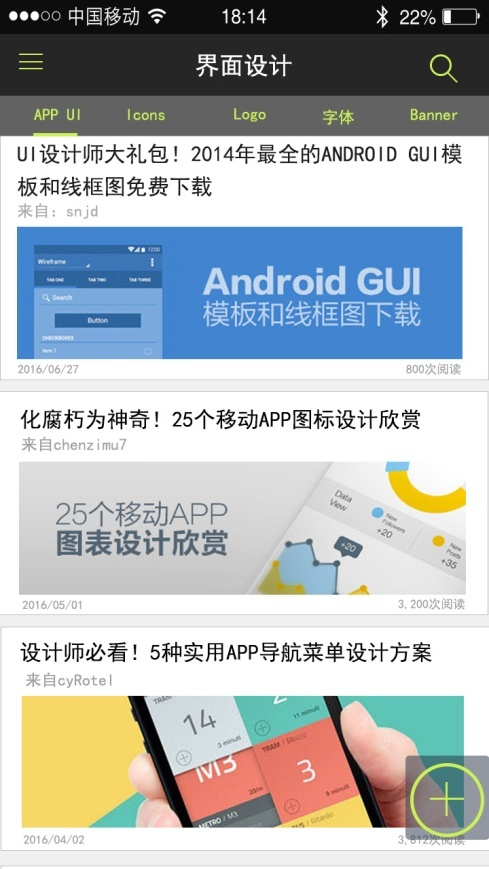 中国移动 18:14 22%
界面设计
APP UI Icons Logo 字体 Banner
UI设计师大礼包！2014年最全的ANDROID GUI模
板和线框图免费下载
来自：snjd
12:00
Wireframe
TAB ONE TAB TWO TAB THREE
Search
Button
CHECKBOXES
Item 1
Android GUI
模板和线框图下载
2016/06/27 800次阅读
化腐朽为神奇！25个移动APP图标设计欣赏
来自chenzimu7
25个移动APP
图表设计欣赏
Data
View
New
Followers
+20
New
Posts
+35
+20
2016/05/01 3,200次阅读
设计师必看！5种实用APP导航菜单设计方案
来自cyRotel
TRAM
14
3 minuti
2
11 minuti
M3
METRO / M3
20/m
TRAM / Mocco
3
3 minuti
BUS / Rotardo
2016/04/02 3,812次阅读